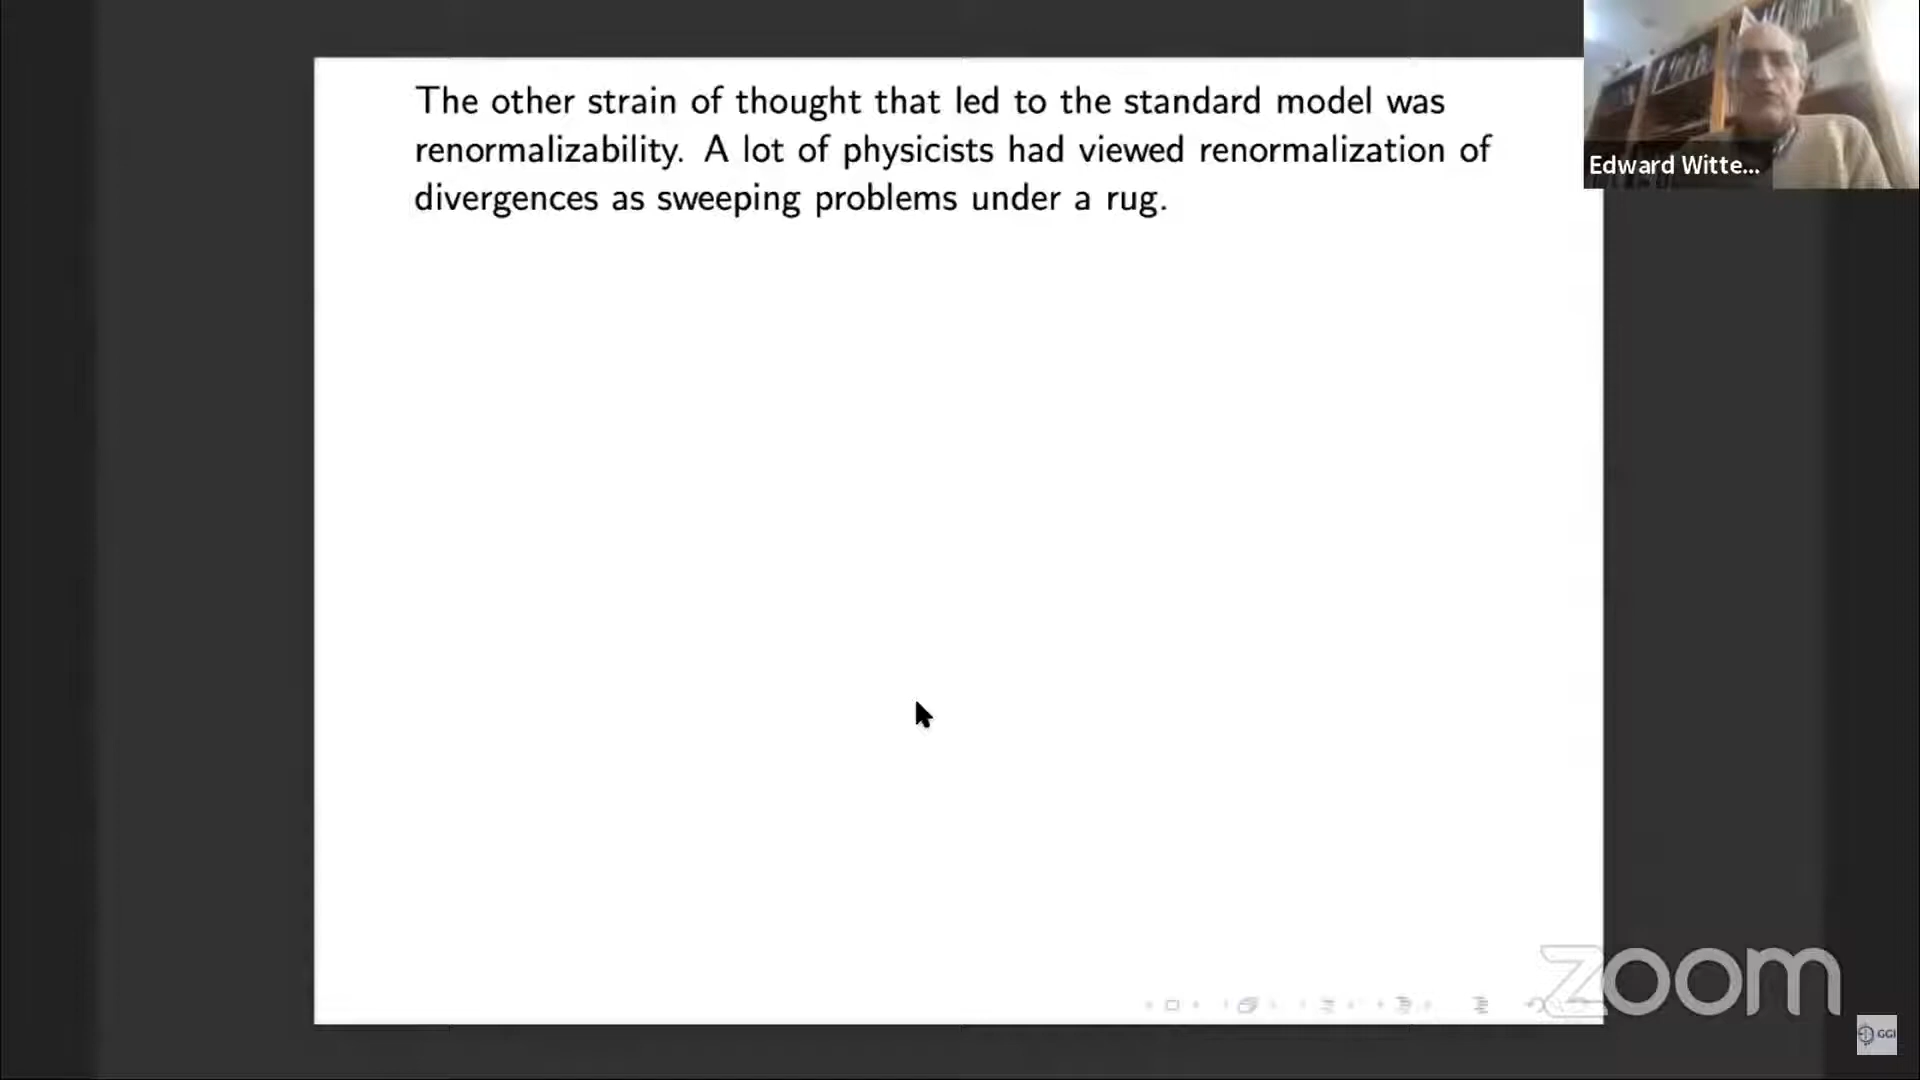 The other strain of thought that led to the standard model was
renormalizability. A lot of physicists had viewed renormalization of
divergences as sweeping problems under a rug.
Edward Witte...
zoom
GGI